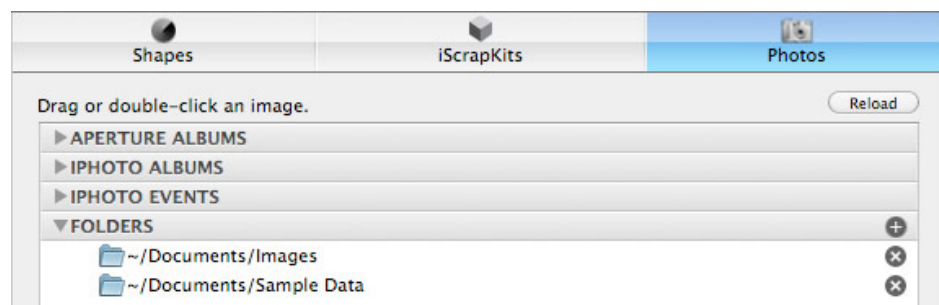 Shapes iScrapKits Photos
Drag or double-click an image. Reload
APERTURE ALBUMS
IPHOTO ALBUMS
IPHOTO EVENTS
FOLDERS
~/Documents/Images
~/Documents/Sample Data